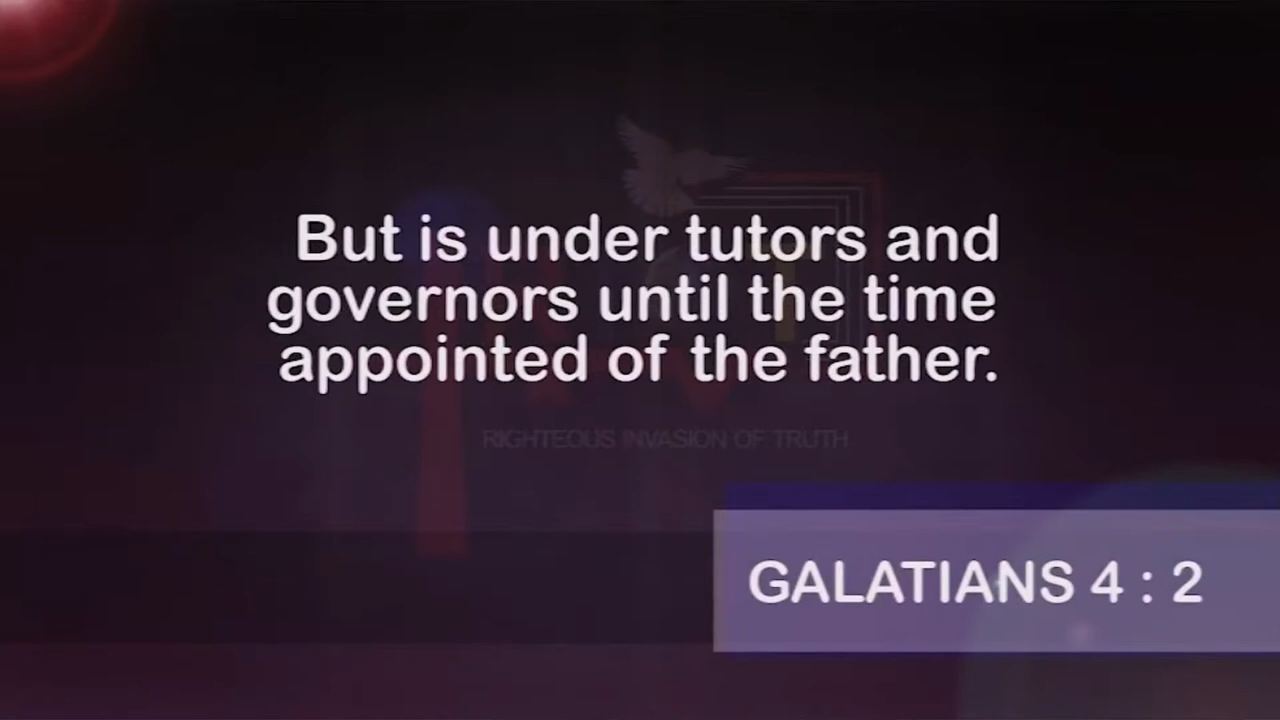 But is under tutors and
governors until the time
appointed of the father.
RIGHTEOUS INVASION OF TRUTH
GALATIANS 4 : 2